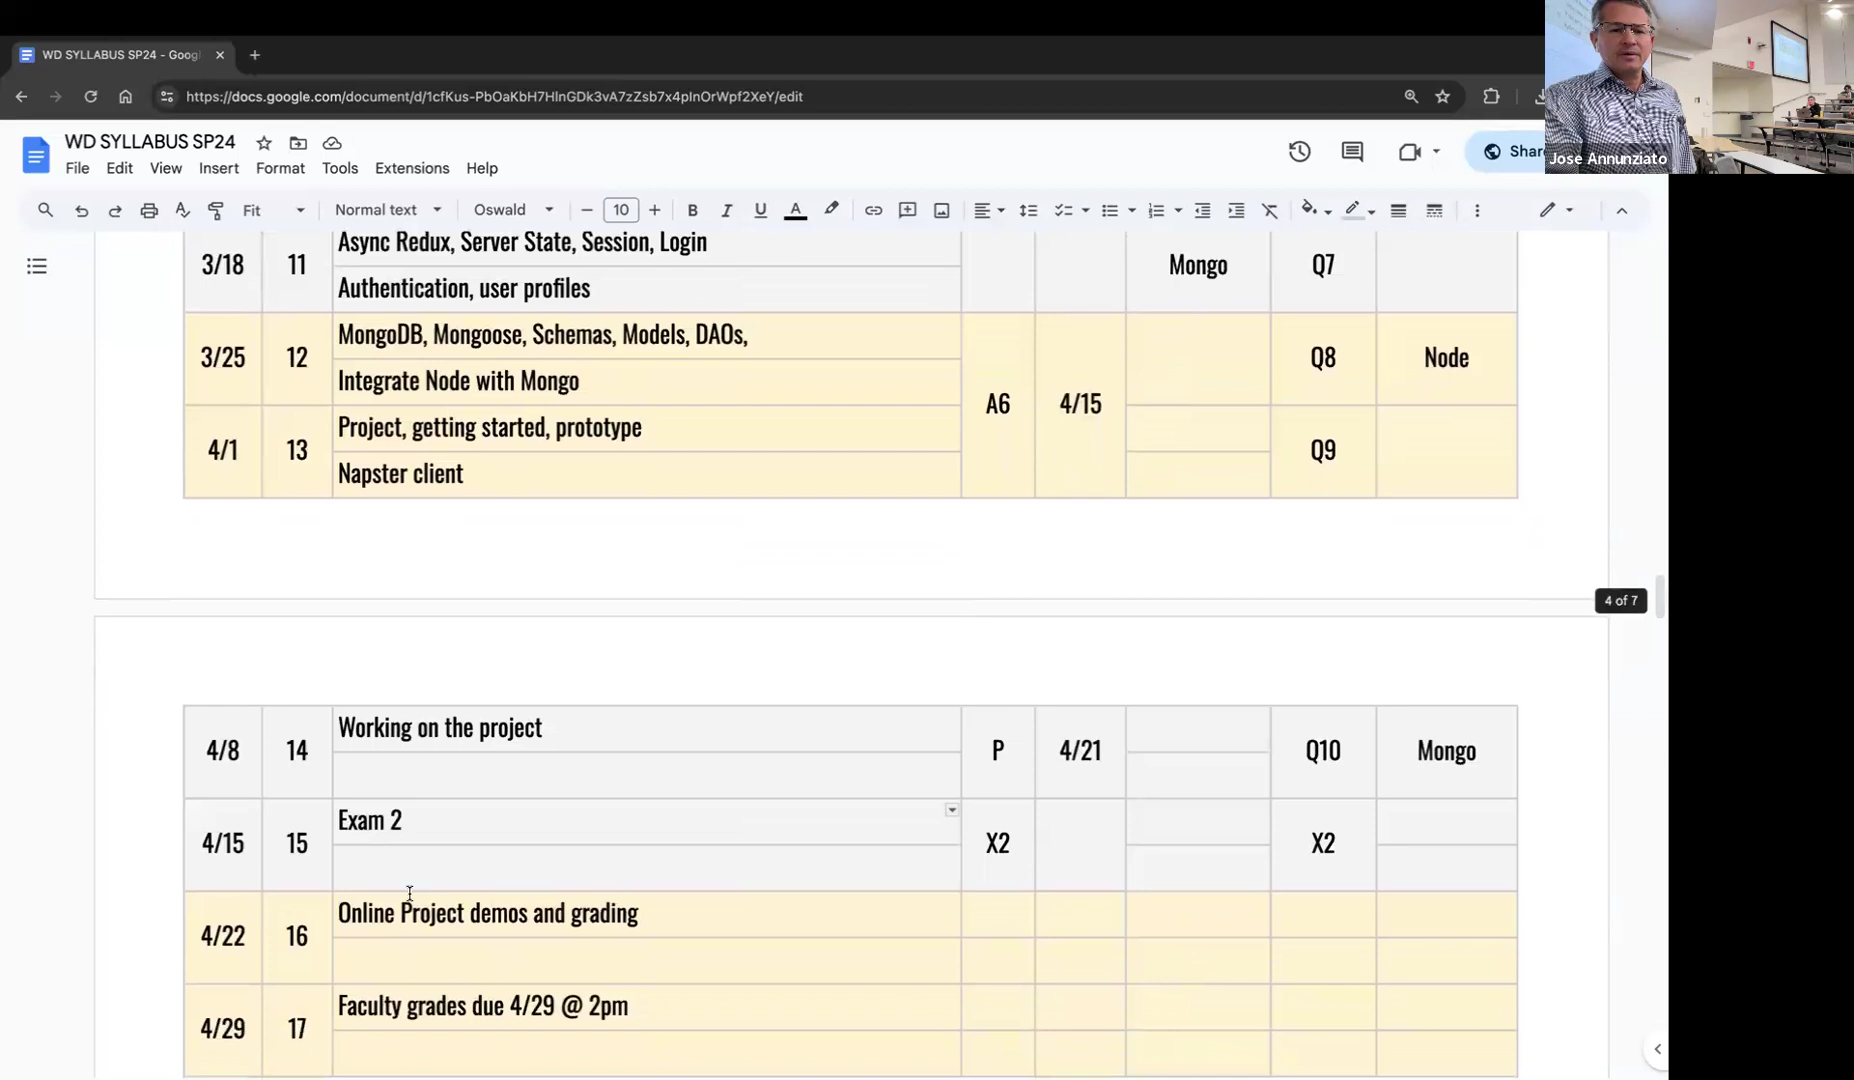 WD SYLLABUS SP24 - Goog
https://docs.google.com/document/d/1cfKus-PbOaKbH7HlnGDk3vA7zZsb7x4pInOrWpf2XeY/edit
WD SYLLABUS SP24
File Edit View Insert Format Tools Extensions Help
Shar
Jose Annunziato
Fit Normal text Oswald 10
3/18 11 Async Redux, Server State, Session, Login Mongo Q7
Authentication, user profiles
3/25 12 MongoDB, Mongoose, Schemas, Models, DAOs, A6 4/15 Q8 Node
Integrate Node with Mongo
4/1 13 Project, getting started, prototype Q9
Napster client
4 of 7
4/8 14 Working on the project P 4/21 Q10 Mongo
4/15 15 Exam 2 X2 X2
4/22 16 Online Project demos and grading
4/29 17 Faculty grades due 4/29 @ 2pm